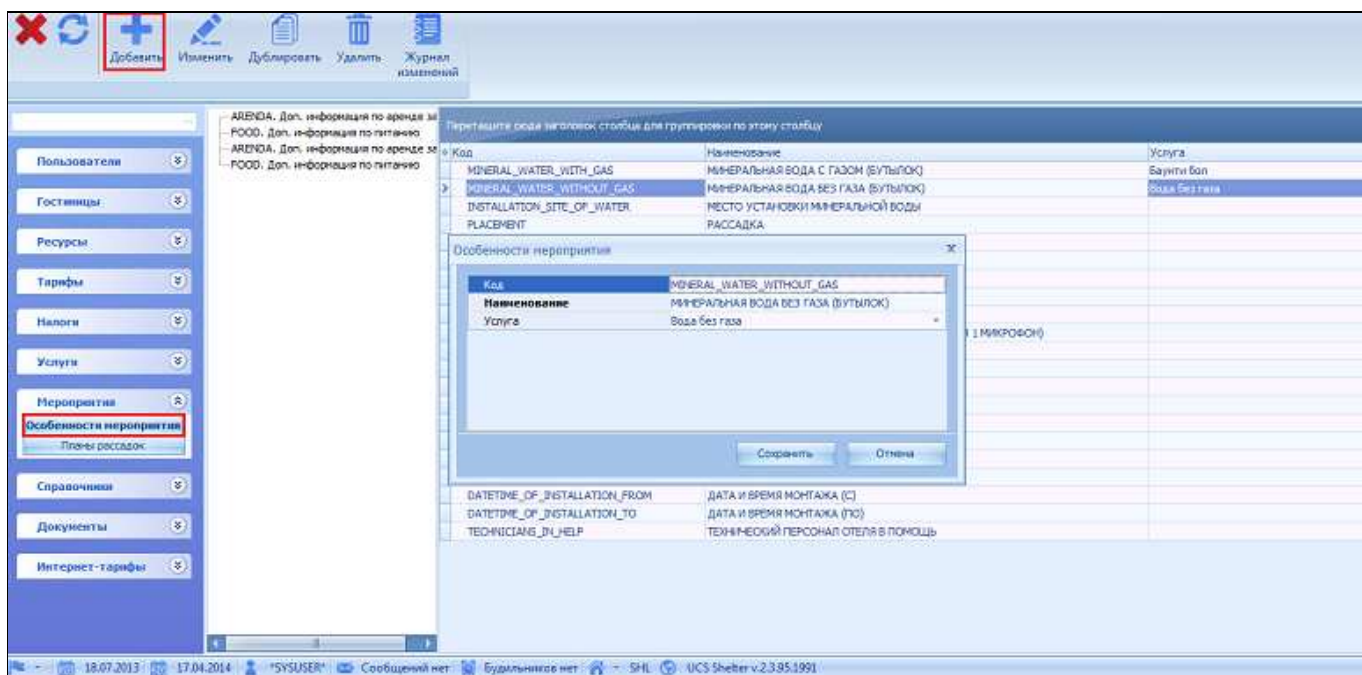 Добавить Изменить Дублировать Удалить Журнал изменений
ARENDA. Доп. информация по аренде за
FOOD. Доп. информация по питанию
ARENDA. Доп. информация по аренде за
FOOD. Доп. информация по питанию
Пользователи
Гостиницы
Ресурсы
Тарифы
Налоги
Услуги
Мероприятия
Особенности мероприятия
Планы рассадок
Справочники
Документы
Интернет-тарифы
Перетащите сюда заголовок столбца для группировки по этому столбцу
Код Наименование Услуга
MINERAL_WATER_WITH_GAS МИНЕРАЛЬНАЯ ВОДА С ГАЗОМ (БУТЫЛОК) Баунти бол
MINERAL_WATER_WITHOUT_GAS МИНЕРАЛЬНАЯ ВОДА БЕЗ ГАЗА (БУТЫЛОК) Вода без газа
INSTALLATION_SITE_OF_WATER МЕСТО УСТАНОВКИ МИНЕРАЛЬНОЙ ВОДЫ
PLACEMENT РАССАДКА
Особенности мероприятия
Код MINERAL_WATER_WITHOUT_GAS
Наименование МИНЕРАЛЬНАЯ ВОДА БЕЗ ГАЗА (БУТЫЛОК)
Услуга Вода без газа
1 МИКРОФОН)
Сохранить Отмена
DATETIME_OF_INSTALLATION_FROM ДАТА И ВРЕМЯ МОНТАЖА (С)
DATETIME_OF_INSTALLATION_TO ДАТА И ВРЕМЯ МОНТАЖА (ПО)
TECHNICIANS_IN_HELP ТЕХНИЧЕСКИЙ ПЕРСОНАЛ ОТЕЛЯ В ПОМОЩЬ
18.07.2013 17.04.2014 *SYSUSER* Сообщений нет Будильников нет SHL UCS Shelter v.2.3.95.1991